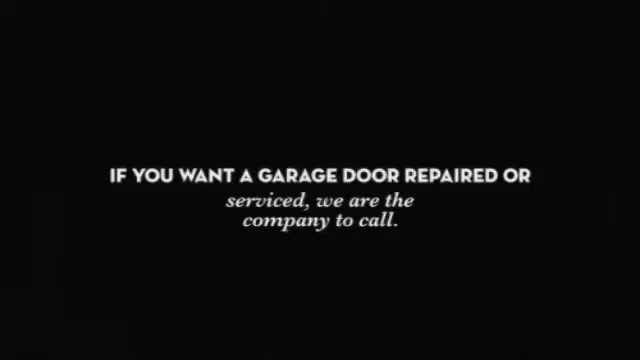 IF YOU WANT A GARAGE DOOR REPAIRED OR
serviced, we are the
company to call.